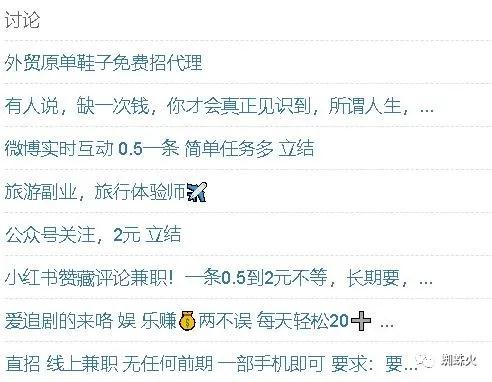 讨论
外贸原单鞋子免费招代理
有人说，缺一次钱，你才会真正见识到，所谓人生，...
微博实时互动 0.5一条 简单任务多 立结
旅游副业，旅行体验师✈️
公众号关注，2元 立结
小红书赞藏评论兼职！一条0.5到2元不等，长期要，...
爱追剧的来咯 娱 乐赚💰两不误 每天轻松20➕ ...
直招 线上兼职 无任何前期 一部手机即可 要求：要...
蜘蛛火